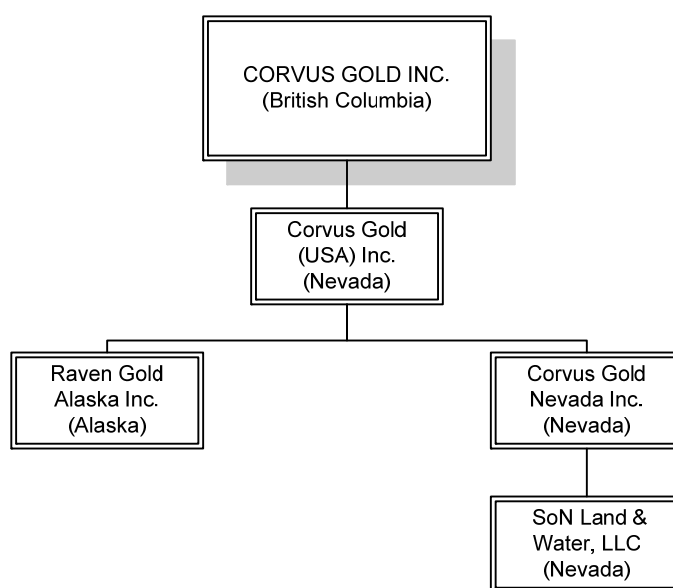 CORVUS GOLD INC.
(British Columbia)
Corvus Gold
(USA) Inc.
(Nevada)
Raven Gold
Alaska Inc.
(Alaska)
Corvus Gold
Nevada Inc.
(Nevada)
SoN Land &
Water, LLC
(Nevada)